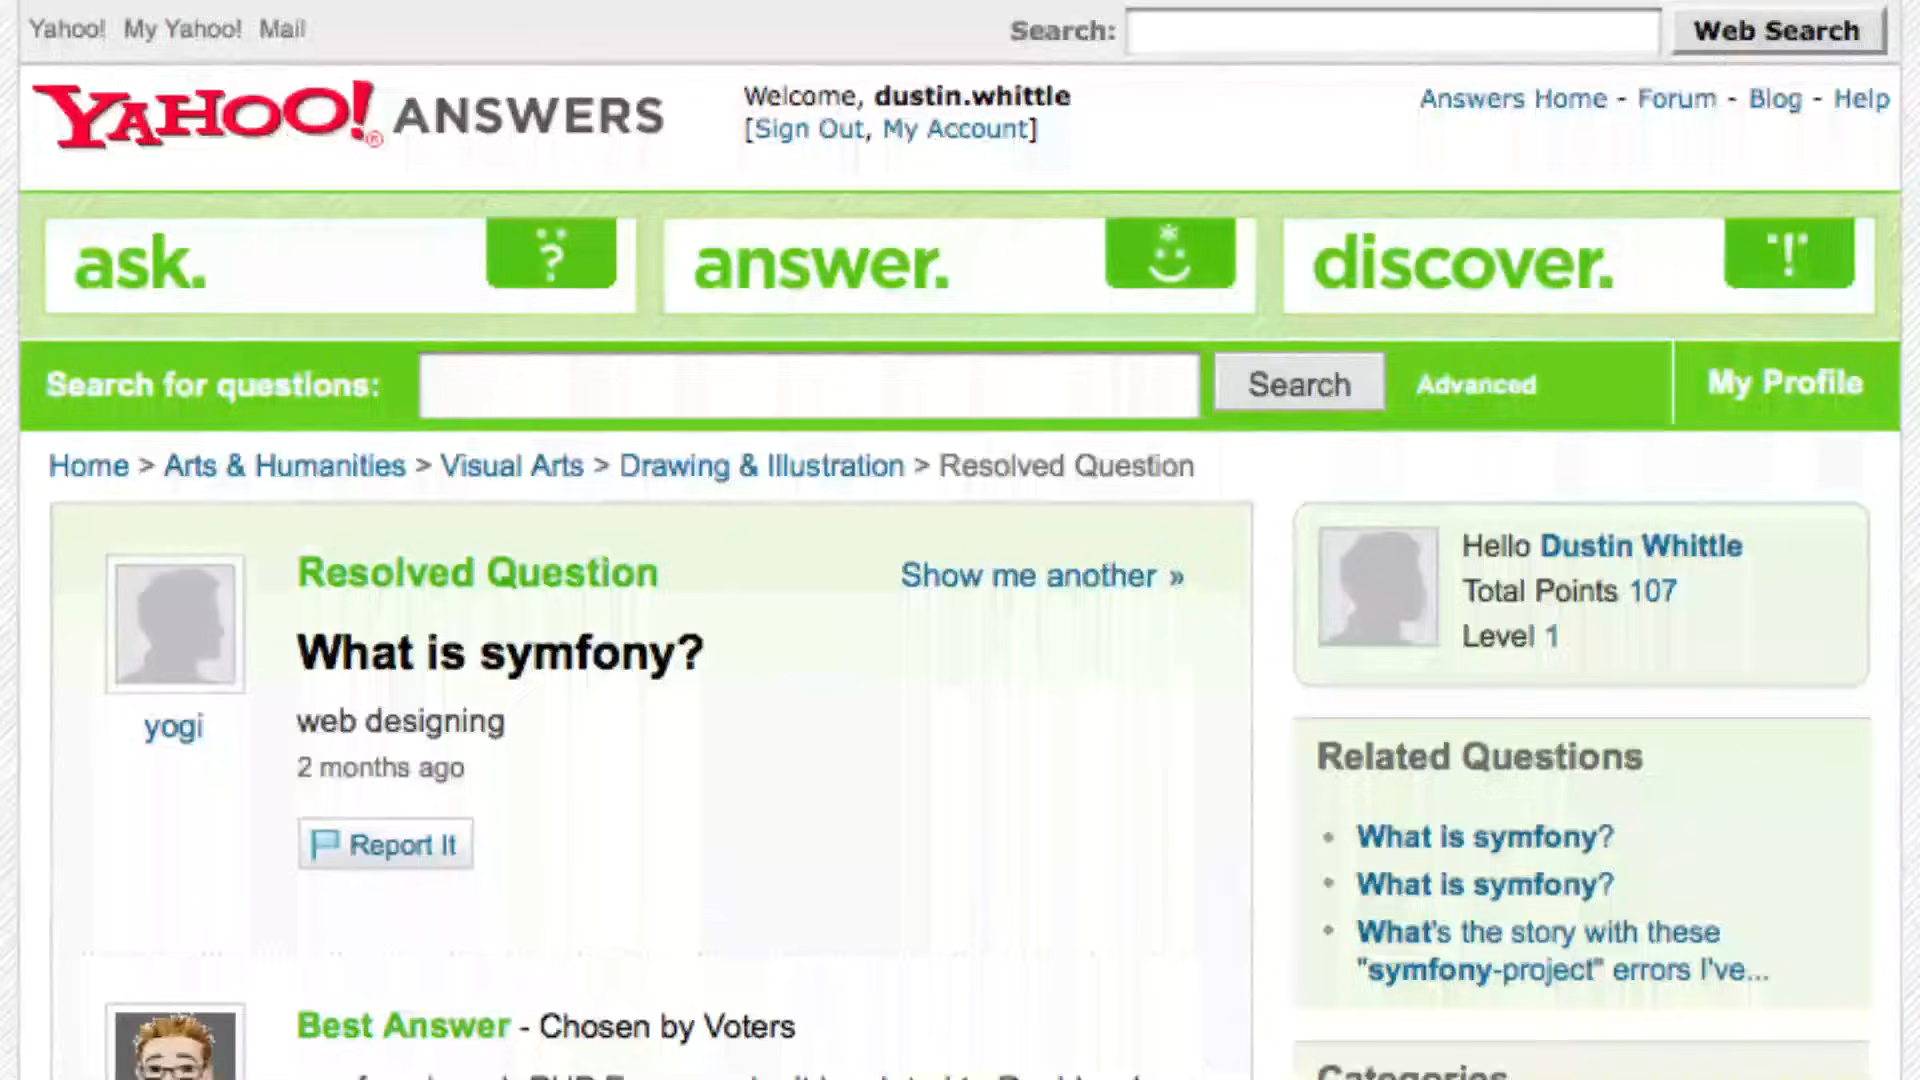 Yahoo! My Yahoo! Mail
Search:
Web Search
YAHOO!® ANSWERS
Welcome, dustin.whittle
[Sign Out, My Account]
Answers Home - Forum - Blog - Help
ask.
?
answer.
discover.
Search for questions:
Search
Advanced
My Profile
Home > Arts & Humanities > Visual Arts > Drawing & Illustration > Resolved Question
Resolved Question
Show me another »
What is symfony?
yogi
web designing
2 months ago
Report It
Best Answer - Chosen by Voters
Hello Dustin Whittle
Total Points 107
Level 1
Related Questions
• What is symfony?
• What is symfony?
• What's the story with these
"symfony-project" errors I've...
Categories